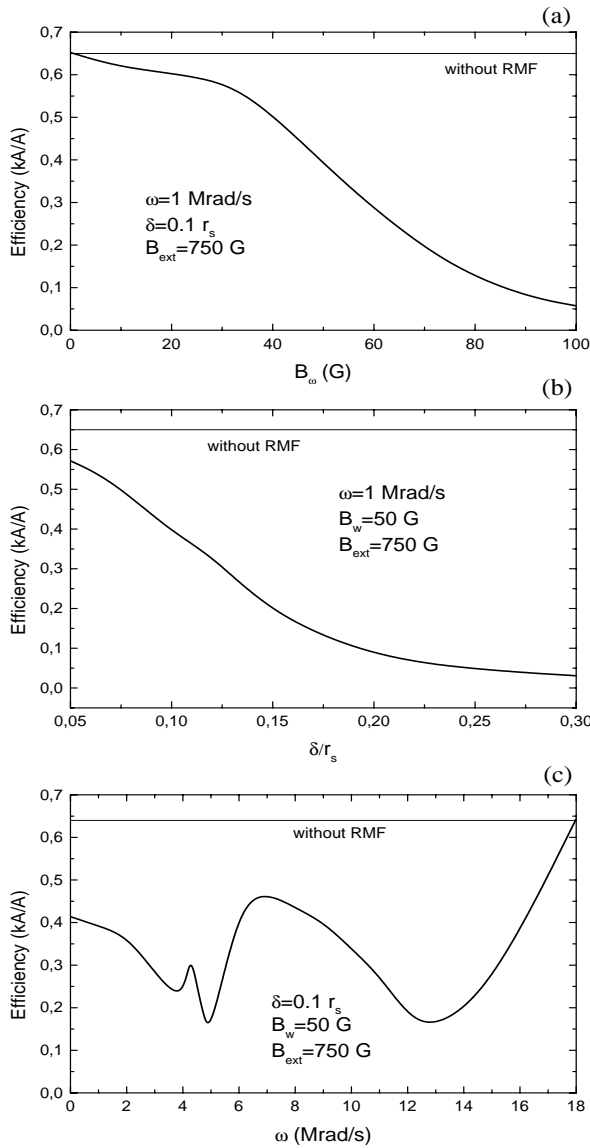 (a)
0,7
0,6
0,5
0,4
0,3
0,2
0,1
0,0
Efficiency (kA/A)
without RMF
ω=1 Mrad/s
δ=0.1 rs
Bext=750 G
0 20 40 60 80 100
Bω (G)
(b)
0,7
0,6
0,5
0,4
0,3
0,2
0,1
0,0
Efficiency (kA/A)
without RMF
ω=1 Mrad/s
Bw=50 G
Bext=750 G
0,05 0,10 0,15 0,20 0,25 0,30
δ/rs
(c)
0,7
0,6
0,5
0,4
0,3
0,2
0,1
0,0
Efficiency (kA/A)
without RMF
δ=0.1 rs
Bw=50 G
Bext=750 G
0 2 4 6 8 10 12 14 16 18
ω (Mrad/s)